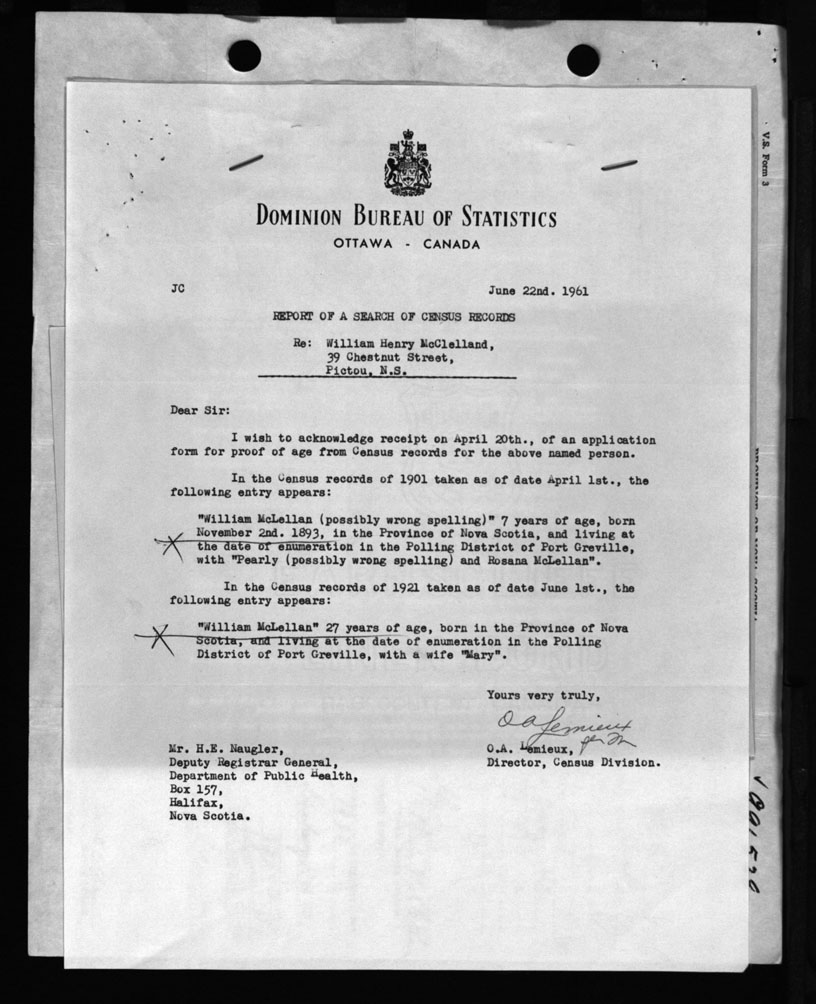 V.S. Form 3
DOMINION BUREAU OF STATISTICS
OTTAWA - CANADA
JC
June 22nd. 1961
REPORT OF A SEARCH OF CENSUS RECORDS
Re: William Henry McClelland,
39 Chestnut Street,
Pictou, N.S.
Dear Sir:
I wish to acknowledge receipt on April 20th., of an application
form for proof of age from Census records for the above named person.
In the Census records of 1901 taken as of date April 1st., the
following entry appears:
"William McLellan (possibly wrong spelling)" 7 years of age, born
November 2nd. 1893, in the Province of Nova Scotia, and living at
the date of enumeration in the Polling District of Port Greville,
with "Pearly (possibly wrong spelling) and Rosana McLellan".
In the Census records of 1921 taken as of date June 1st., the
following entry appears:
"William McLellan" 27 years of age, born in the Province of Nova
Scotia, and living at the date of enumeration in the Polling
District of Port Greville, with a wife "Mary".
Yours very truly,
O A Lemieux
O.A. Lemieux,
Director, Census Division.
Mr. H.E. Naugler,
Deputy Registrar General,
Department of Public Health,
Box 157,
Halifax,
Nova Scotia.